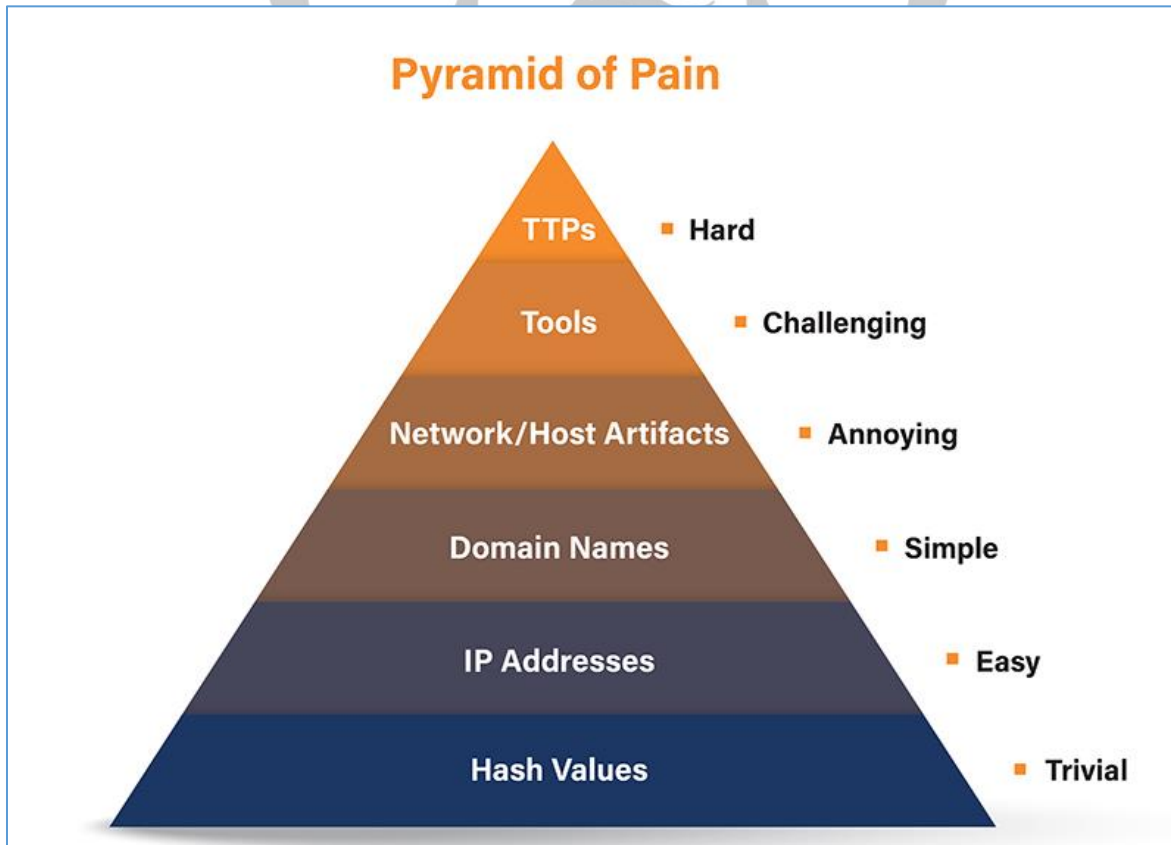 Pyramid of Pain
TTPs
Hard
Tools
Challenging
Network/Host Artifacts
Annoying
Domain Names
Simple
IP Addresses
Easy
Hash Values
Trivial